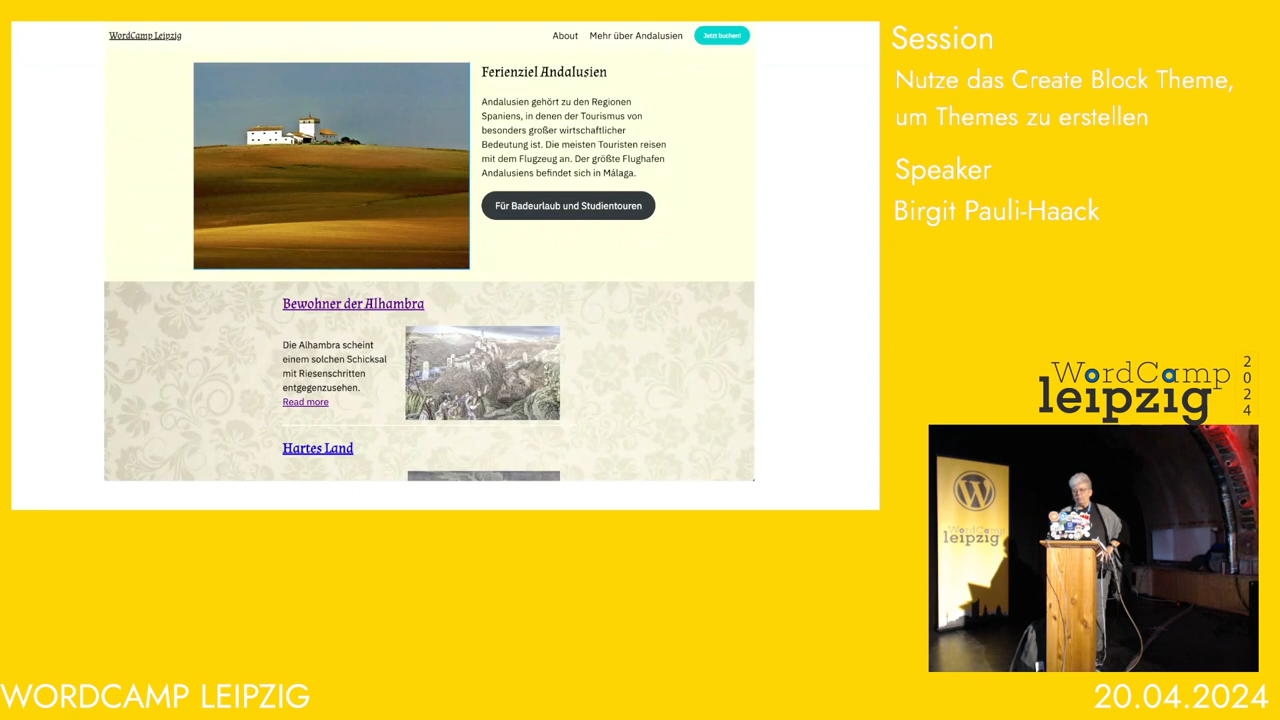 WordCamp Leipzig
About
Mehr über Andalusien
Jetzt buchen!
Ferienziel Andalusien
Andalusien gehört zu den Regionen
Spaniens, in denen der Tourismus von
besonders großer wirtschaftlicher
Bedeutung ist. Die meisten Touristen reisen
mit dem Flugzeug an. Der größte Flughafen
Andalusiens befindet sich in Málaga.
Für Badeurlaub und Studientouren
Bewohner der Alhambra
Die Alhambra scheint
einem solchen Schicksal
mit Riesenschritten
entgegenzusehen.
Read more
Hartes Land
Session
Nutze das Create Block Theme,
um Themes zu erstellen
Speaker
Birgit Pauli-Haack
WordCamp
leipzig
2024
WordCamp
leipzig
WORDCAMP LEIPZIG
20.04.2024